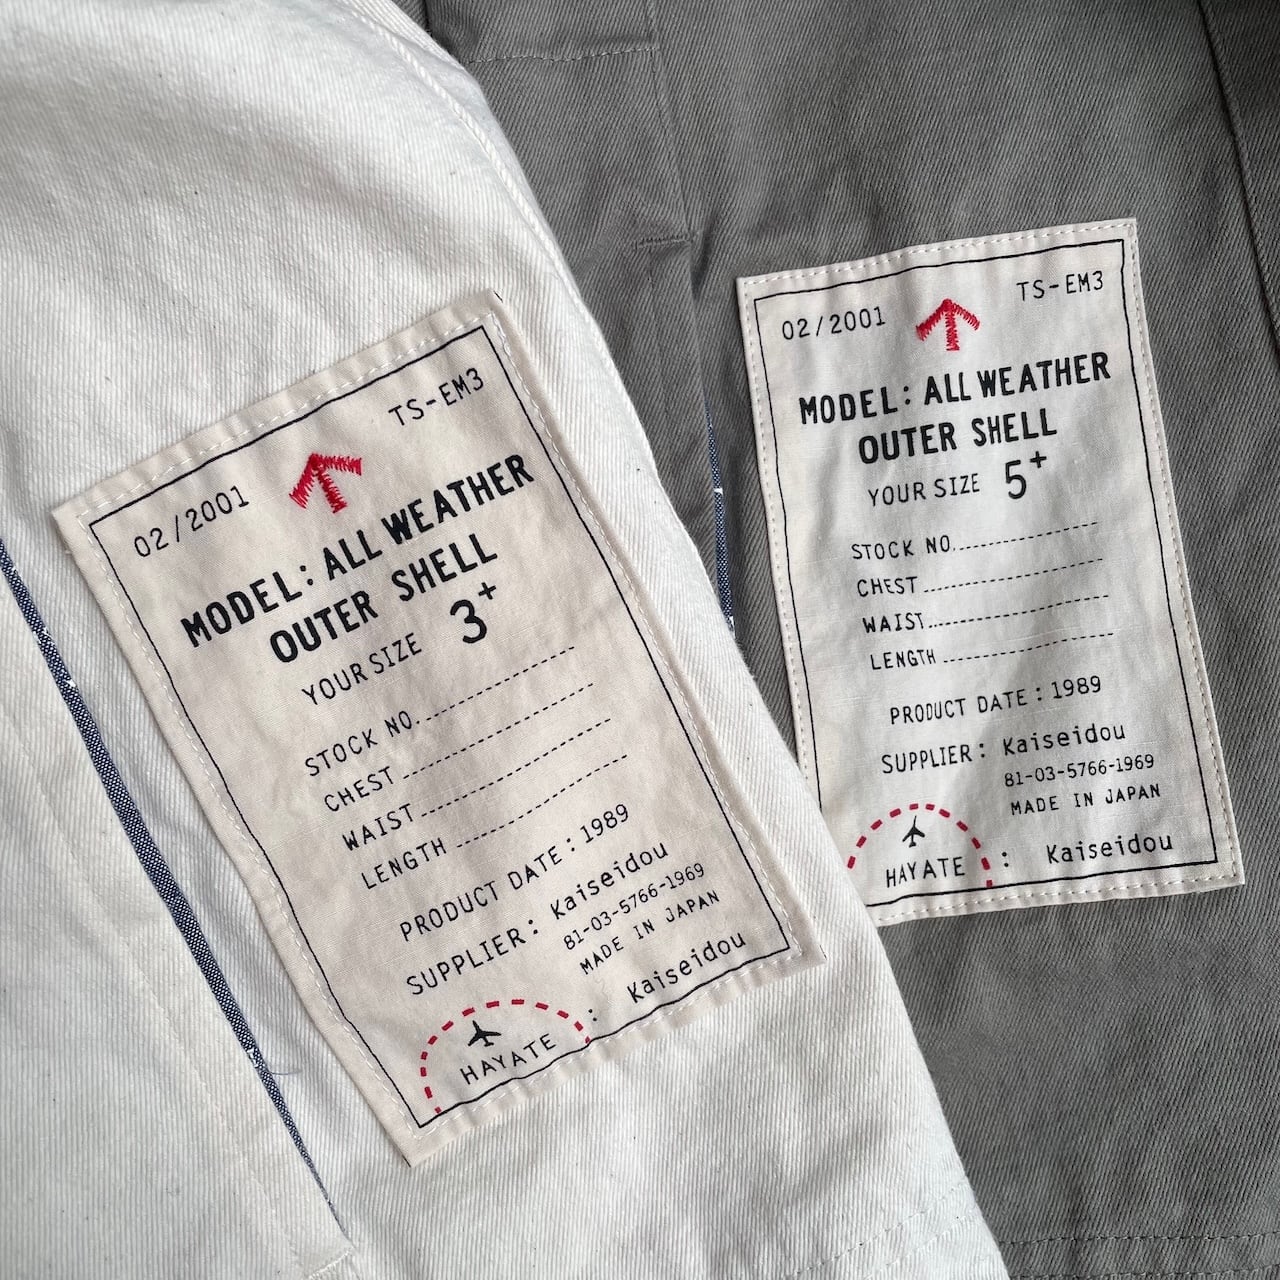 02/2001
TS-EM3
MODEL: ALL WEATHER
OUTER SHELL
YOUR SIZE 3+
STOCK NO.
CHEST
WAIST
LENGTH
PRODUCT DATE : 1989
SUPPLIER : Kaiseidou
81-03-5766-1969
MADE IN JAPAN
HAYATE : Kaiseidou
02/2001
TS-EM3
MODEL: ALL WEATHER
OUTER SHELL
YOUR SIZE 5+
STOCK NO.
CHEST
WAIST
LENGTH
PRODUCT DATE : 1989
SUPPLIER : Kaiseidou
81-03-5766-1969
MADE IN JAPAN
HAYATE : Kaiseidou